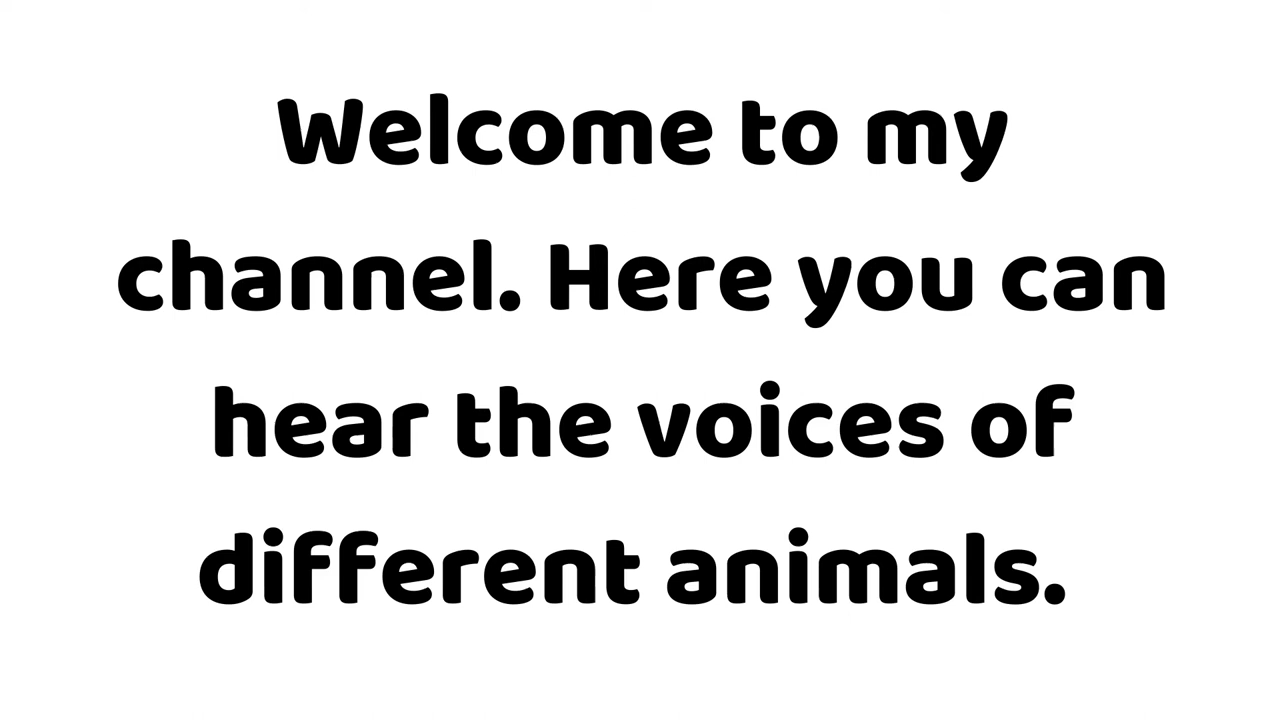 Welcome to my
channel. Here you can
hear the voices of
different animals.